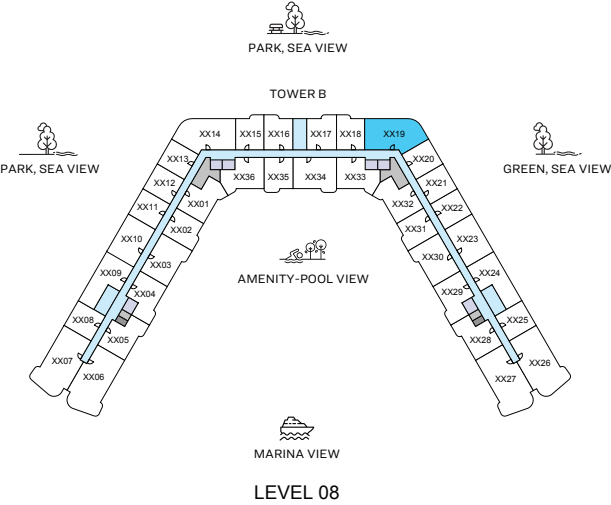 PARK, SEA VIEW
TOWER B
XX14
XX15
XX16
XX17
XX18
XX19
PARK, SEA VIEW
GREEN, SEA VIEW
XX13
XX20
XX12
XX36
XX35
XX34
XX33
XX21
XX11
XX01
XX32
XX22
XX10
XX02
XX31
XX23
XX09
XX03
XX30
XX24
XX04
XX29
AMENITY-POOL VIEW
XX08
XX05
XX28
XX25
XX07
XX06
XX27
XX26
MARINA VIEW
LEVEL 08